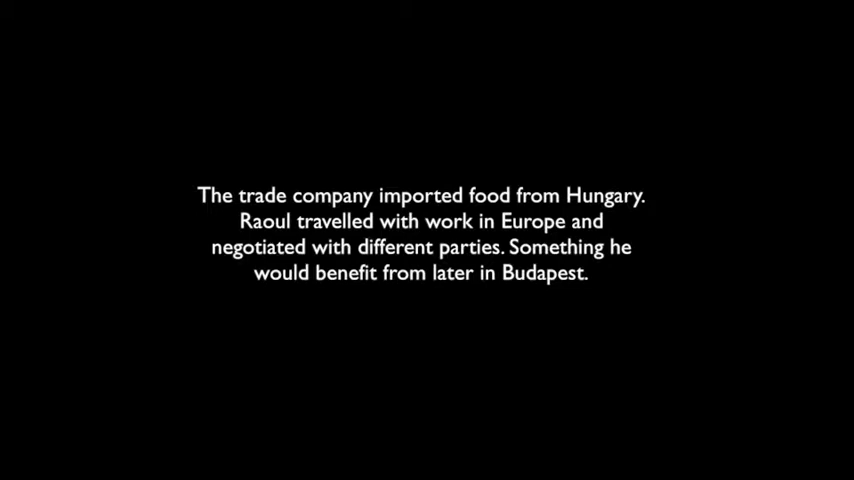 The trade company imported food from Hungary.
Raoul travelled with work in Europe and
negotiated with different parties. Something he
would benefit from later in Budapest.